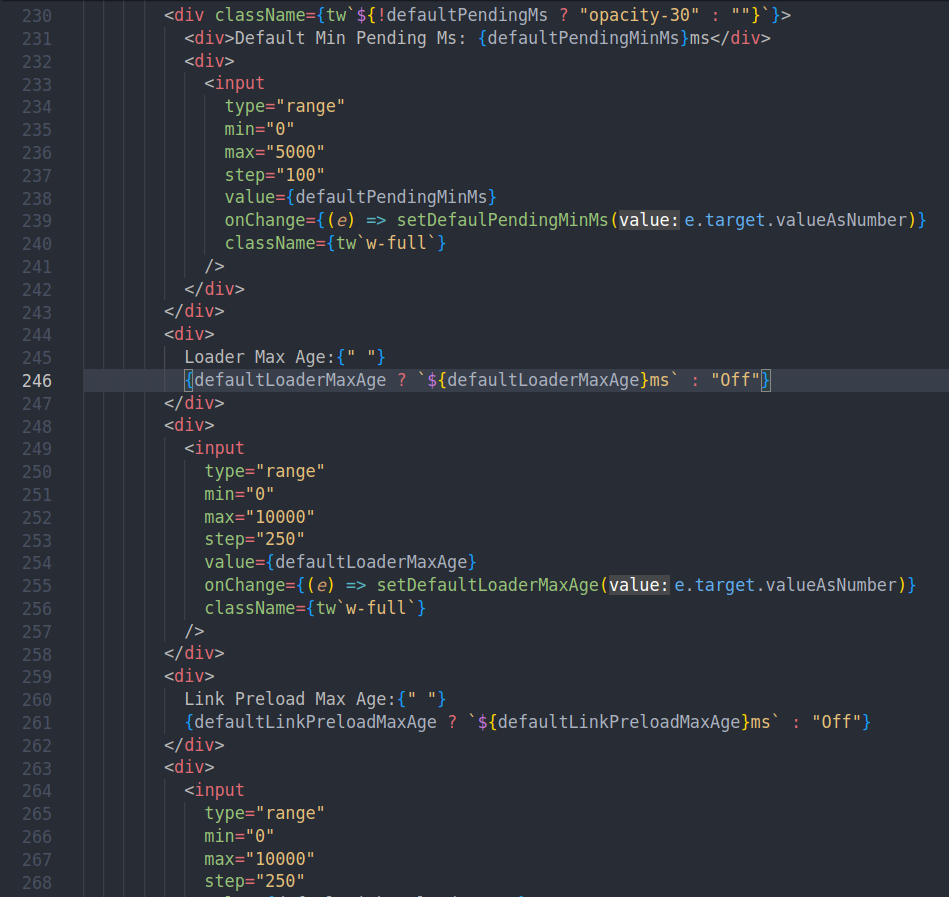 230 <div className={tw`${!defaultPendingMs ? "opacity-30" : ""}`}>
231 <div>Default Min Pending Ms: {defaultPendingMinMs}ms</div>
232 <div>
233 <input
234 type="range"
235 min="0"
236 max="5000"
237 step="100"
238 value={defaultPendingMinMs}
239 onChange={(e) => setDefaulPendingMinMs(value: e.target.valueAsNumber)}
240 className={tw`w-full`}
241 />
242 </div>
243 </div>
244 <div>
245 Loader Max Age:{" "}
246 {defaultLoaderMaxAge ? `${defaultLoaderMaxAge}ms` : "Off"}
247 </div>
248 <div>
249 <input
250 type="range"
251 min="0"
252 max="10000"
253 step="250"
254 value={defaultLoaderMaxAge}
255 onChange={(e) => setDefaultLoaderMaxAge(value: e.target.valueAsNumber)}
256 className={tw`w-full`}
257 />
258 </div>
259 <div>
260 Link Preload Max Age:{" "}
261 {defaultLinkPreloadMaxAge ? `${defaultLinkPreloadMaxAge}ms` : "Off"}
262 </div>
263 <div>
264 <input
265 type="range"
266 min="0"
267 max="10000"
268 step="250"